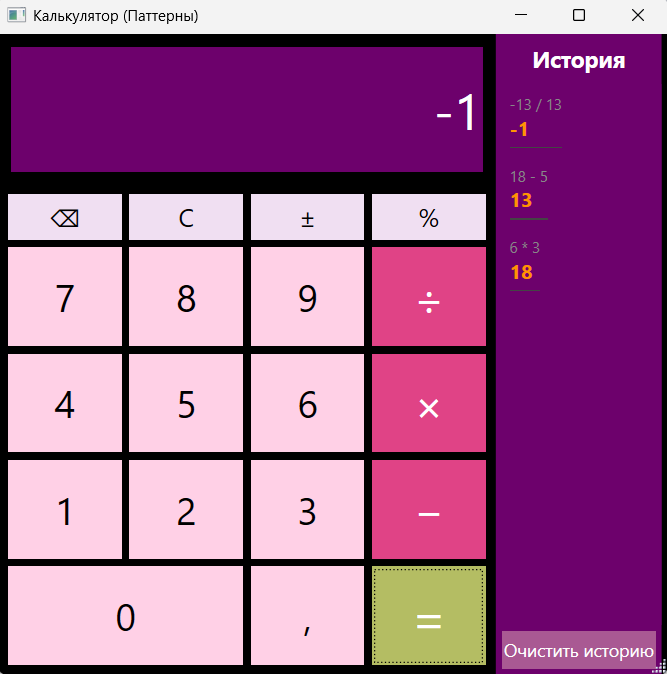 Калькулятор (Паттерны)
-1
⌫ C ± %
7 8 9 ÷
4 5 6 ×
1 2 3 −
0 , =
История
-13 / 13
-1
18 - 5
13
6 * 3
18
Очистить историю